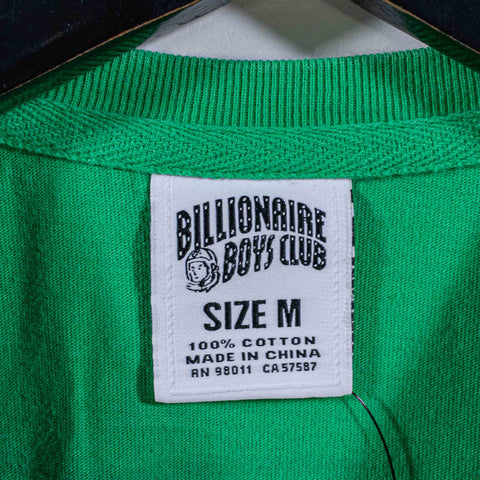 BILLIONAIRE
BOYS CLUB
SIZE M
100% COTTON
MADE IN CHINA
RN 98011 CA57587